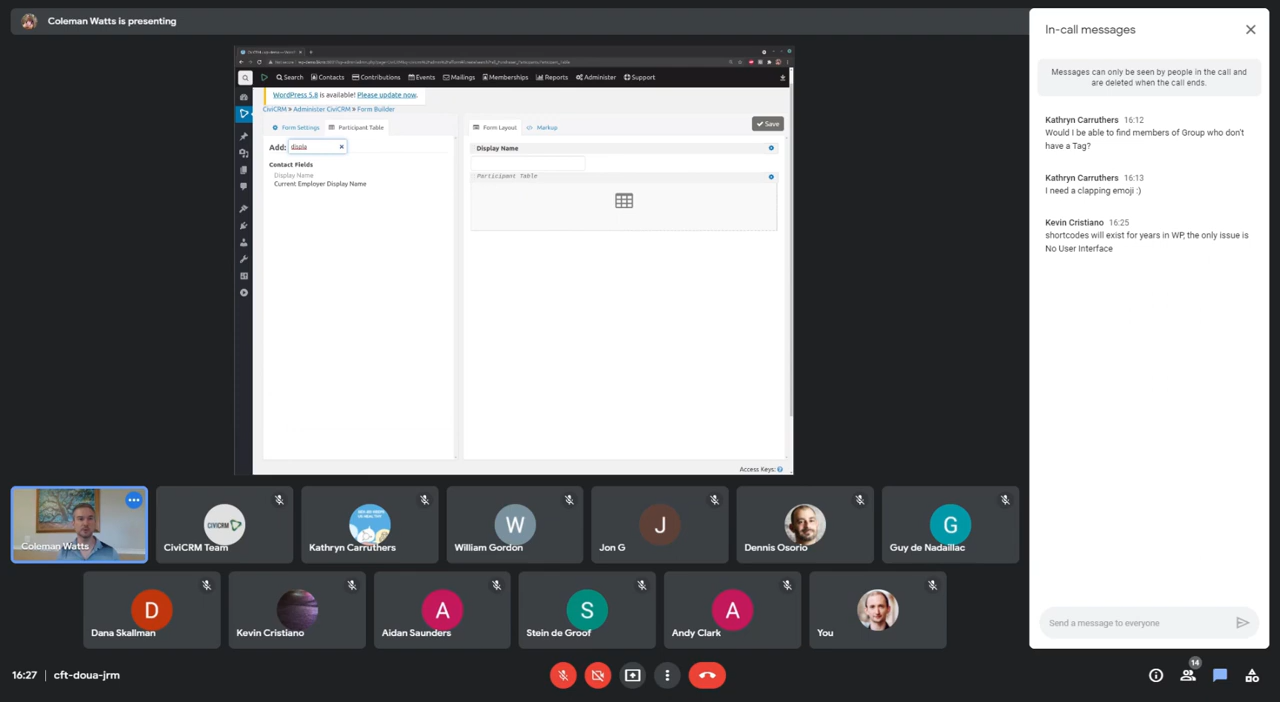 Coleman Watts is presenting
Search Contacts Contributions Events Mailings Memberships Reports Administer Support
WordPress 5.8 is available! Please update now.
CiviCRM » Administer CiviCRM » Form Builder
Form Settings Participant Table
Add: displa ×
Contact Fields
Display Name
Current Employer Display Name
Form Layout Markup Save
Display Name
Participant Table
Access Keys:
Coleman Watts
CiviCRM
CiviCRM Team
Kathryn Carruthers
W
William Gordon
J
Jon G
Dennis Osorio
G
Guy de Nadaillac
D
Dana Skallman
Kevin Cristiano
A
Aidan Saunders
S
Stein de Groof
A
Andy Clark
You
16:27 | cft-doua-jrm
14
In-call messages
Messages can only be seen by people in the call and
are deleted when the call ends.
Kathryn Carruthers 16:12
Would I be able to find members of Group who don't
have a Tag?
Kathryn Carruthers 16:13
I need a clapping emoji :)
Kevin Cristiano 16:25
shortcodes will exist for years in WP, the only issue is
No User Interface
Send a message to everyone